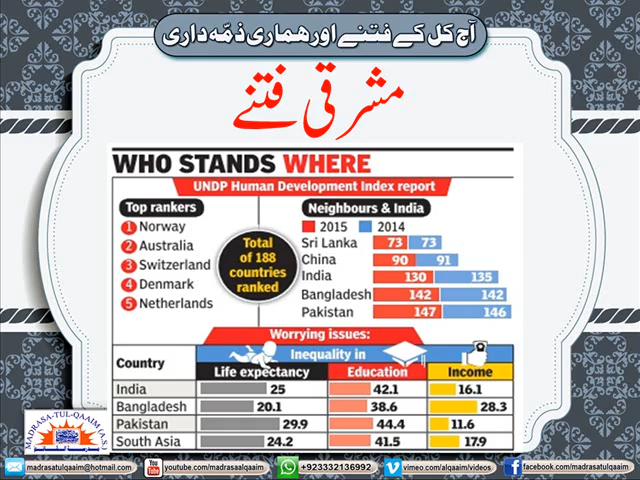 آج کل کے فتنے اور ہماری ذمّہ داری
مشرقی فتنے
WHO STANDS WHERE
UNDP Human Development Index report
Top rankers
1 Norway
2 Australia
3 Switzerland
4 Denmark
5 Netherlands
Total
of 188
countries
ranked
Neighbours & India
2015 2014
Sri Lanka 73 73
China 90 91
India 130 135
Bangladesh 142 142
Pakistan 147 146
Worrying issues:
Country
Inequality in
Life expectancy Education Income
India 25 42.1 16.1
Bangladesh 20.1 38.6 28.3
Pakistan 29.9 44.4 11.6
South Asia 24.2 41.5 17.9
MADRASA-TUL-QAAIM (A.S.)
madrasatulqaaim@hotmail.com
You Tube
youtube.com/madrasaalqaaim
+923332136992
vimeo.com/alqaaim/videos
facebook.com/madrasatulqaaim